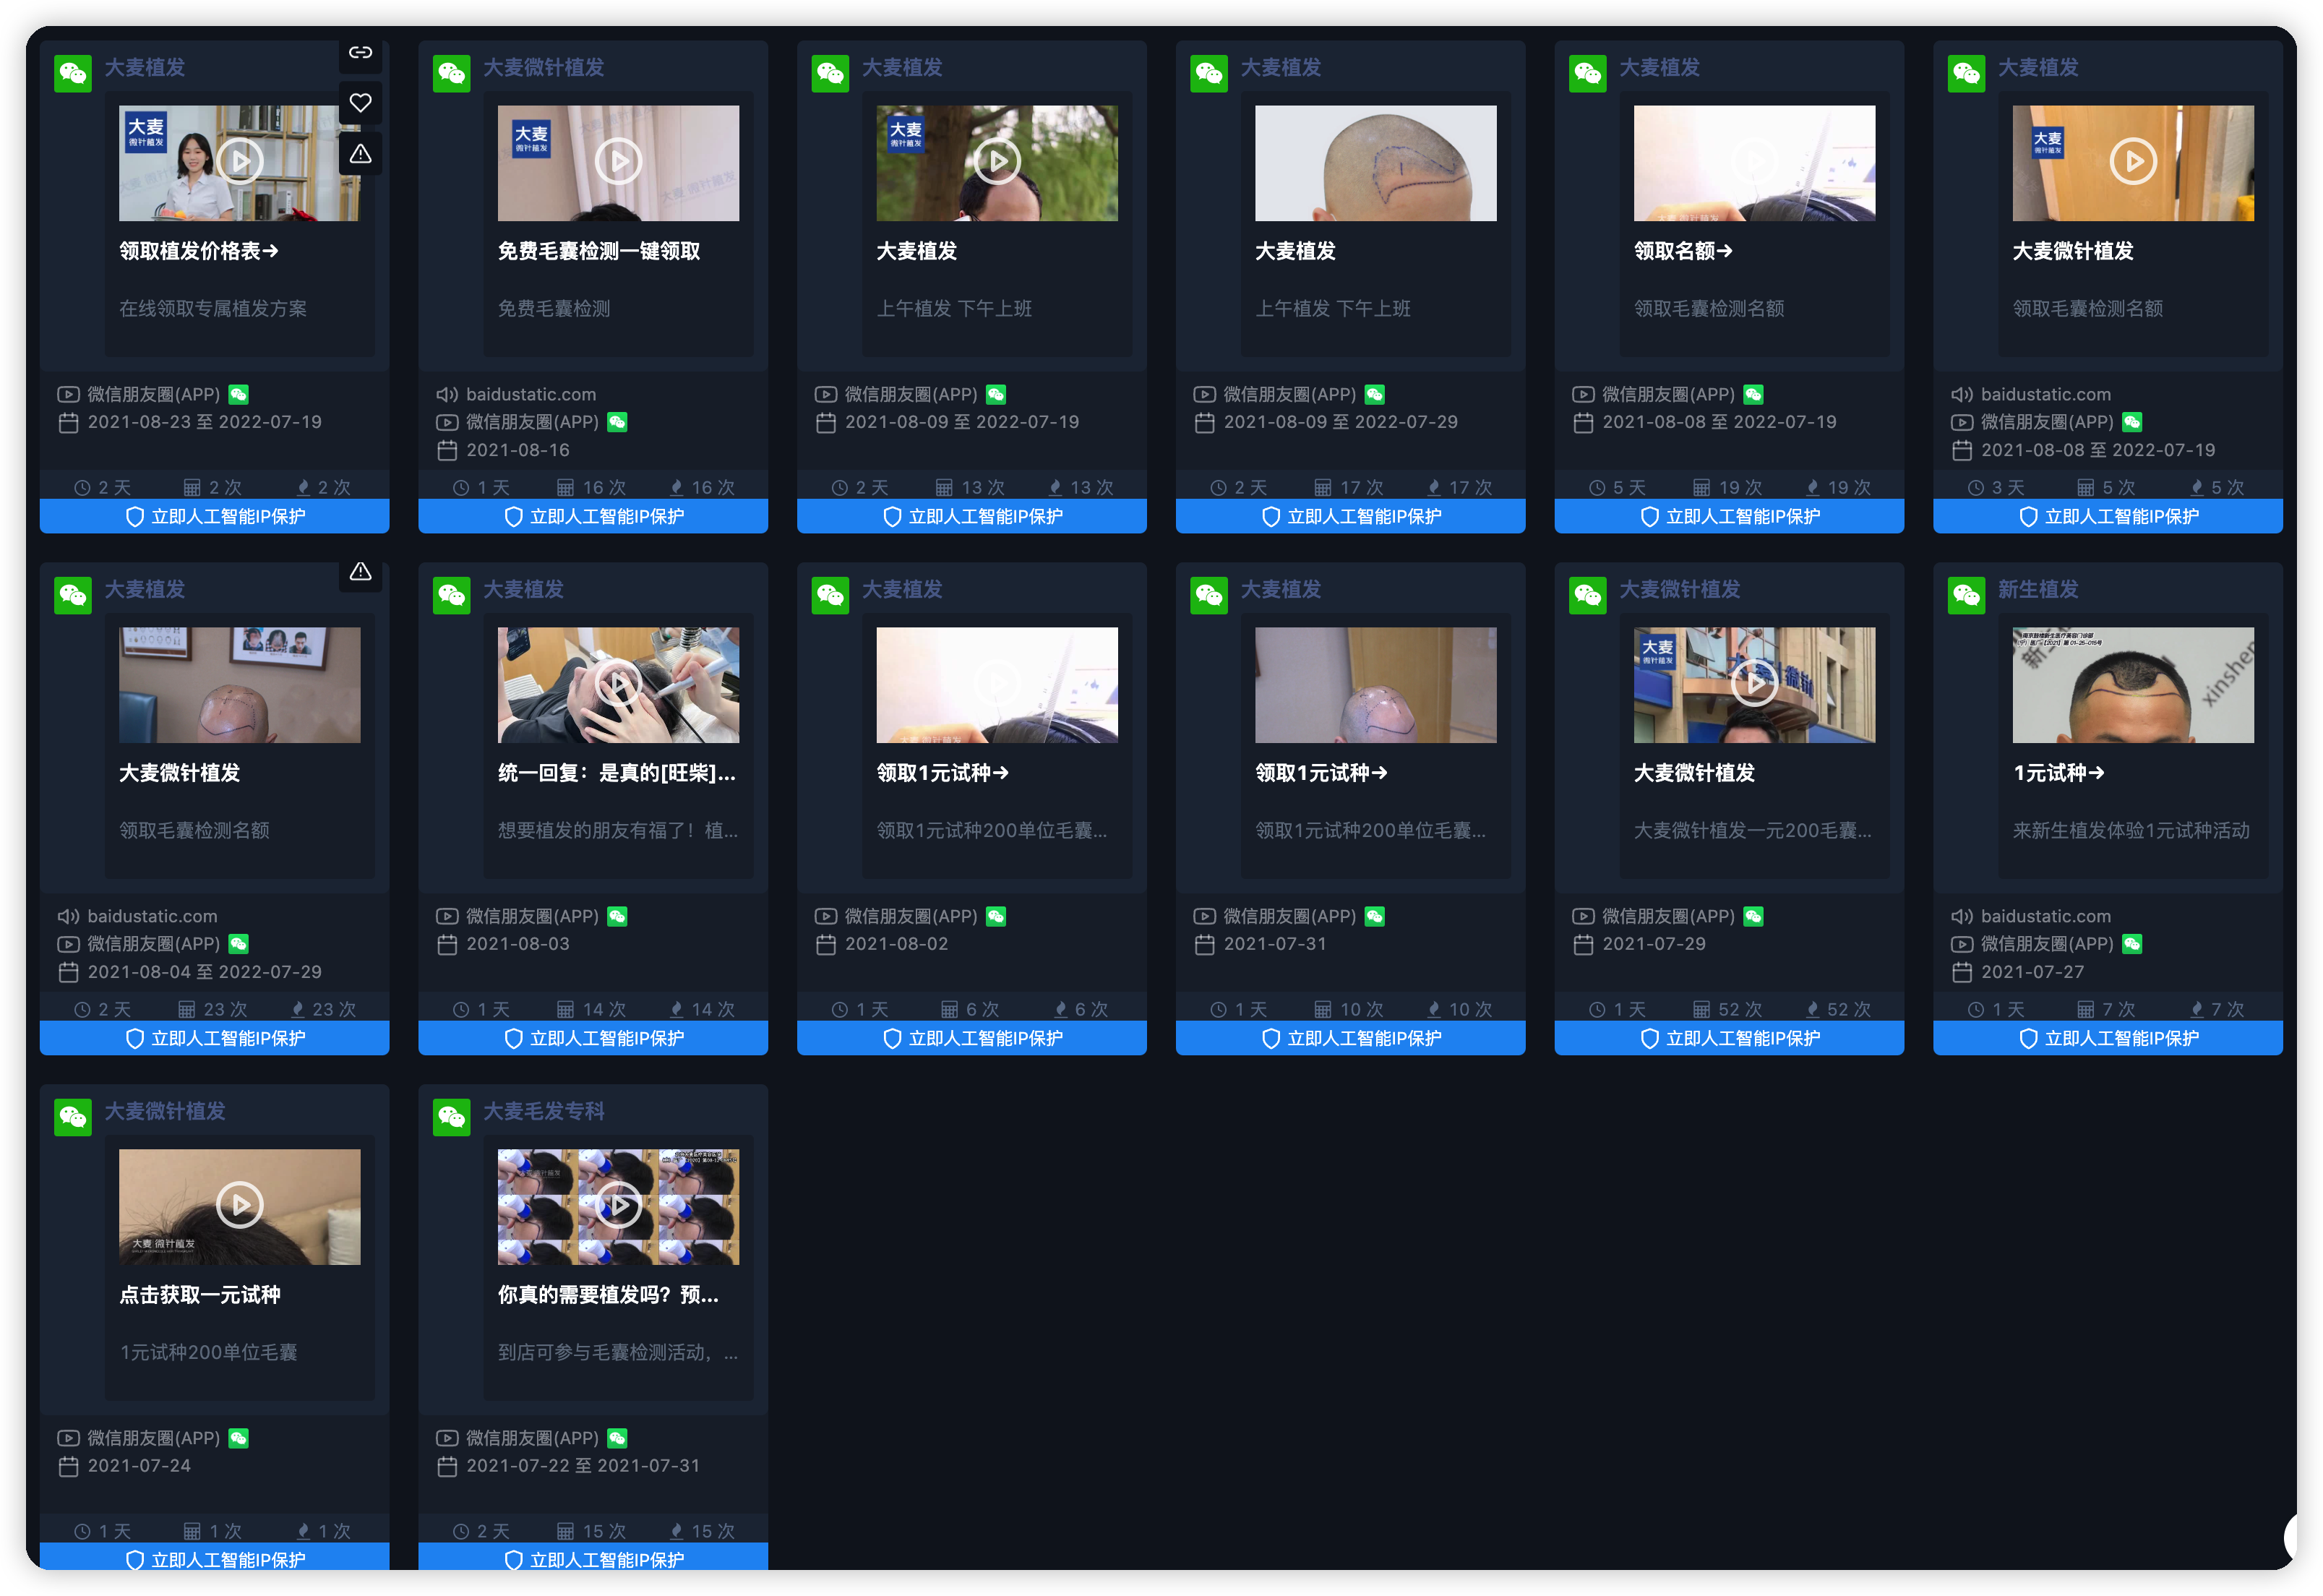 大麦植发
大麦
微针植发
领取植发价格表→
在线领取专属植发方案
微信朋友圈(APP)
2021-08-23 至 2022-07-19
2 天 2 次 2 次
立即人工智能IP保护
大麦微针植发
大麦
微针植发
免费毛囊检测一键领取
免费毛囊检测
baidustatic.com
微信朋友圈(APP)
2021-08-16
1 天 16 次 16 次
立即人工智能IP保护
大麦植发
大麦
微针植发
大麦植发
上午植发 下午上班
微信朋友圈(APP)
2021-08-09 至 2022-07-19
2 天 13 次 13 次
立即人工智能IP保护
大麦植发
大麦植发
上午植发 下午上班
微信朋友圈(APP)
2021-08-09 至 2022-07-29
2 天 17 次 17 次
立即人工智能IP保护
大麦植发
领取名额→
领取毛囊检测名额
微信朋友圈(APP)
2021-08-08 至 2022-07-19
5 天 19 次 19 次
立即人工智能IP保护
大麦植发
大麦
微针植发
大麦微针植发
领取毛囊检测名额
baidustatic.com
微信朋友圈(APP)
2021-08-08 至 2022-07-19
3 天 5 次 5 次
立即人工智能IP保护
大麦植发
大麦微针植发
领取毛囊检测名额
baidustatic.com
微信朋友圈(APP)
2021-08-04 至 2022-07-29
2 天 23 次 23 次
立即人工智能IP保护
大麦植发
统一回复：是真的[旺柴]...
想要植发的朋友有福了！植...
微信朋友圈(APP)
2021-08-03
1 天 14 次 14 次
立即人工智能IP保护
大麦植发
领取1元试种→
领取1元试种200单位毛囊...
微信朋友圈(APP)
2021-08-02
1 天 6 次 6 次
立即人工智能IP保护
大麦植发
领取1元试种→
领取1元试种200单位毛囊...
微信朋友圈(APP)
2021-07-31
1 天 10 次 10 次
立即人工智能IP保护
大麦微针植发
大麦
微针植发
大麦微针植发
大麦微针植发一元200毛囊...
微信朋友圈(APP)
2021-07-29
1 天 52 次 52 次
立即人工智能IP保护
新生植发
xinshen
1元试种→
来新生植发体验1元试种活动
baidustatic.com
微信朋友圈(APP)
2021-07-27
1 天 7 次 7 次
立即人工智能IP保护
大麦微针植发
大麦 微针植发
点击获取一元试种
1元试种200单位毛囊
微信朋友圈(APP)
2021-07-24
1 天 1 次 1 次
立即人工智能IP保护
大麦毛发专科
你真的需要植发吗？预...
到店可参与毛囊检测活动，...
微信朋友圈(APP)
2021-07-22 至 2021-07-31
2 天 15 次 15 次
立即人工智能IP保护